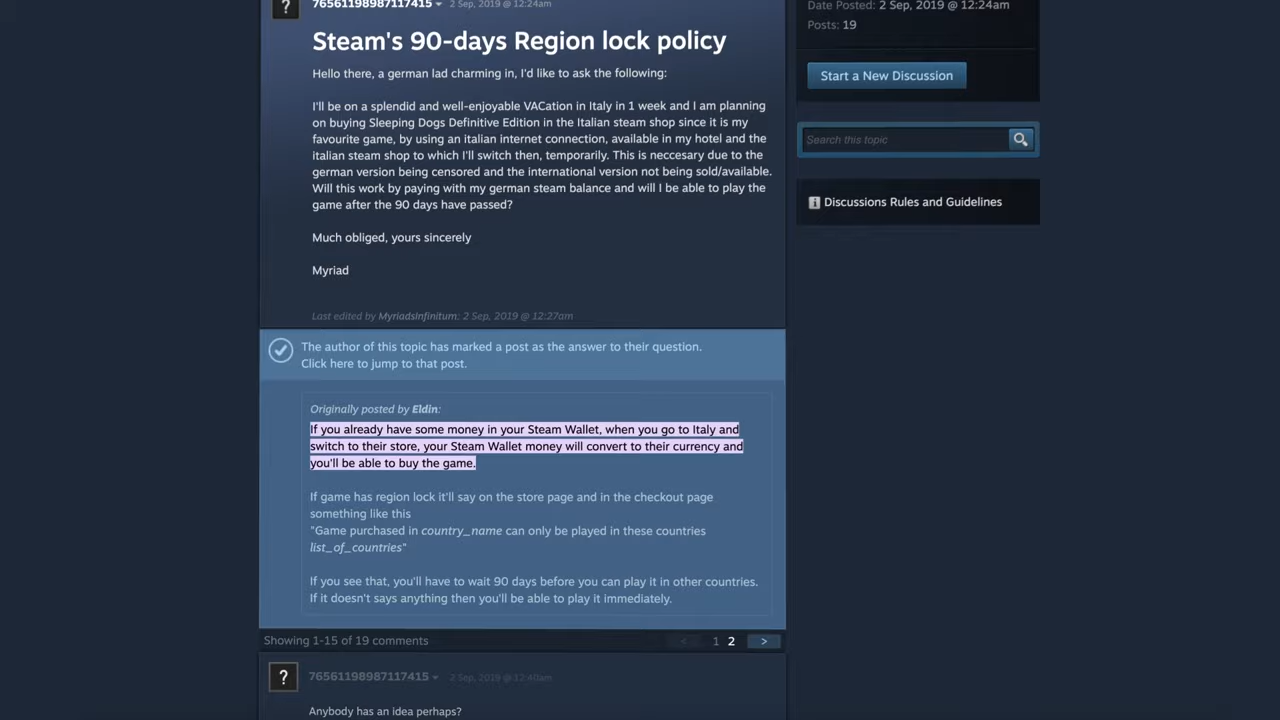 ?
76561198987117415
2 Sep, 2019 @ 12:24am
Steam's 90-days Region lock policy
Hello there, a german lad charming in, I'd like to ask the following:
I'll be on a splendid and well-enjoyable VACation in Italy in 1 week and I am planning
on buying Sleeping Dogs Definitive Edition in the Italian steam shop since it is my
favourite game, by using an italian internet connection, available in my hotel and the
italian steam shop to which I'll switch then, temporarily. This is neccesary due to the
german version being censored and the international version not being sold/available.
Will this work by paying with my german steam balance and will I be able to play the
game after the 90 days have passed?
Much obliged, yours sincerely
Myriad
Last edited by MyriadsInfinitum: 2 Sep, 2019 @ 12:27am
The author of this topic has marked a post as the answer to their question.
Click here to jump to that post.
Originally posted by Eldin:
If you already have some money in your Steam Wallet, when you go to Italy and
switch to their store, your Steam Wallet money will convert to their currency and
you'll be able to buy the game.
If game has region lock it'll say on the store page and in the checkout page
something like this
"Game purchased in country_name can only be played in these countries
list_of_countries"
If you see that, you'll have to wait 90 days before you can play it in other countries.
If it doesn't says anything then you'll be able to play it immediately.
Showing 1-15 of 19 comments
< 1 2 >
?
76561198987117415
2 Sep, 2019 @ 12:40am
Anybody has an idea perhaps?
Date Posted: 2 Sep, 2019 @ 12:24am
Posts: 19
Start a New Discussion
Search this topic
Discussions Rules and Guidelines